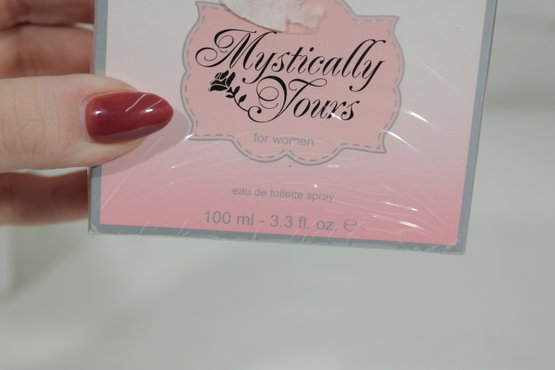 Mystically
Yours
for women
eau de toilette spray
100 ml - 3.3 fl. oz. ℮